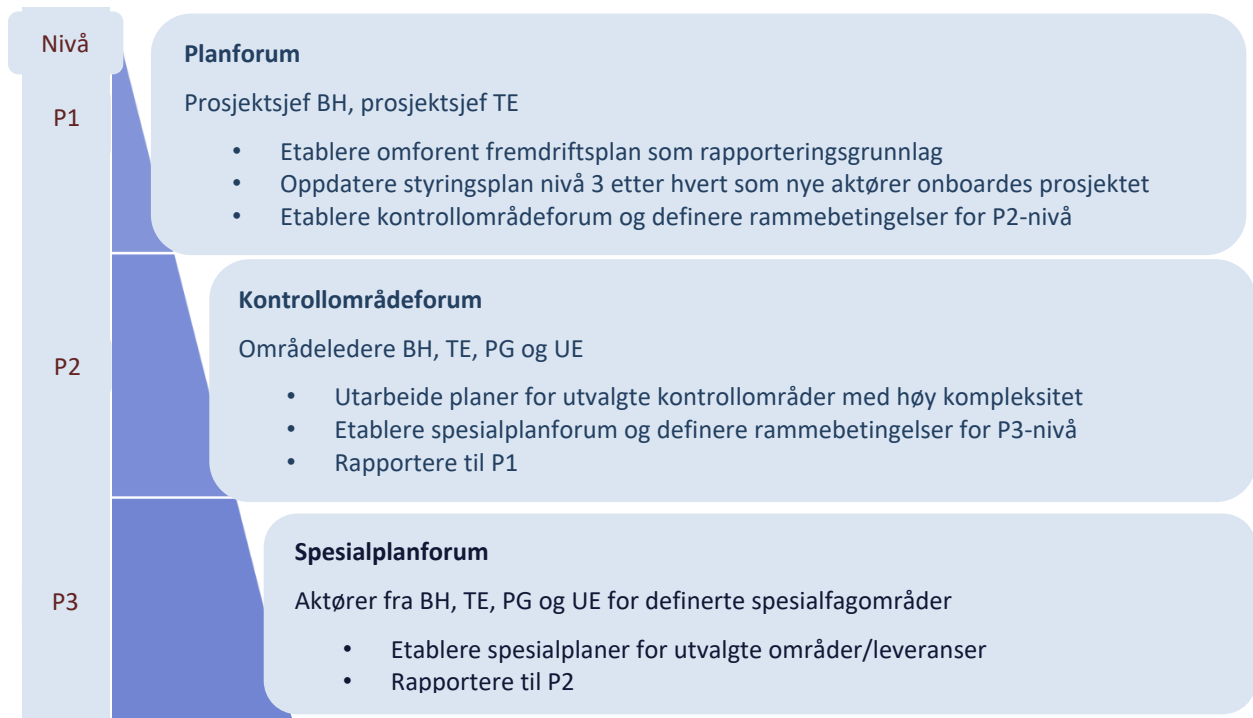 Nivå
P1
Planforum
Prosjektsjef BH, prosjektsjef TE
• Etablere omforent fremdriftsplan som rapporteringsgrunnlag
• Oppdatere styringsplan nivå 3 etter hvert som nye aktører onboardes prosjektet
• Etablere kontrollområdeforum og definere rammebetingelser for P2-nivå
P2
Kontrollområdeforum
Områdeledere BH, TE, PG og UE
• Utarbeide planer for utvalgte kontrollområder med høy kompleksitet
• Etablere spesialplanforum og definere rammebetingelser for P3-nivå
• Rapportere til P1
P3
Spesialplanforum
Aktører fra BH, TE, PG og UE for definerte spesialfagområder
• Etablere spesialplaner for utvalgte områder/leveranser
• Rapportere til P2